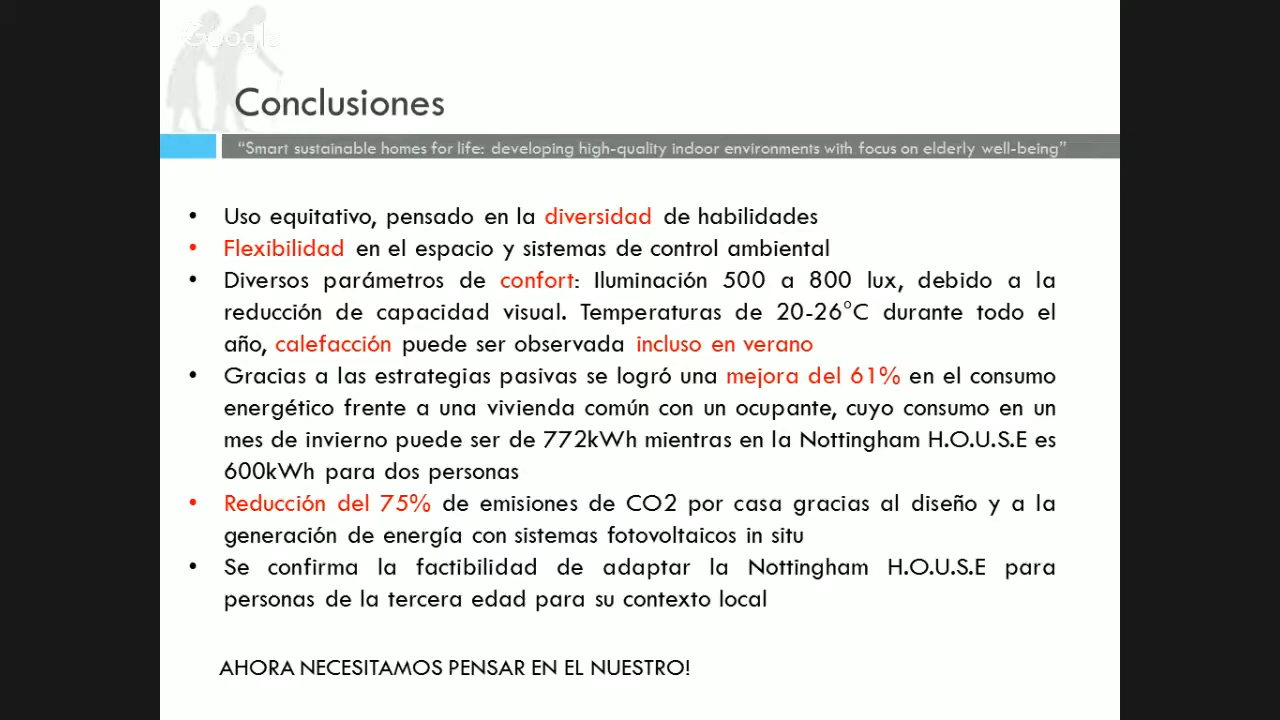 Google
Conclusiones
“Smart sustainable homes for life: developing high-quality indoor environments with focus on elderly well-being”
• Uso equitativo, pensado en la diversidad de habilidades
• Flexibilidad en el espacio y sistemas de control ambiental
• Diversos parámetros de confort: Iluminación 500 a 800 lux, debido a la
reducción de capacidad visual. Temperaturas de 20-26°C durante todo el
año, calefacción puede ser observada incluso en verano
• Gracias a las estrategias pasivas se logró una mejora del 61% en el consumo
energético frente a una vivienda común con un ocupante, cuyo consumo en un
mes de invierno puede ser de 772kWh mientras en la Nottingham H.O.U.S.E es
600kWh para dos personas
• Reducción del 75% de emisiones de CO2 por casa gracias al diseño y a la
generación de energía con sistemas fotovoltaicos in situ
• Se confirma la factibilidad de adaptar la Nottingham H.O.U.S.E para
personas de la tercera edad para su contexto local
AHORA NECESITAMOS PENSAR EN EL NUESTRO!